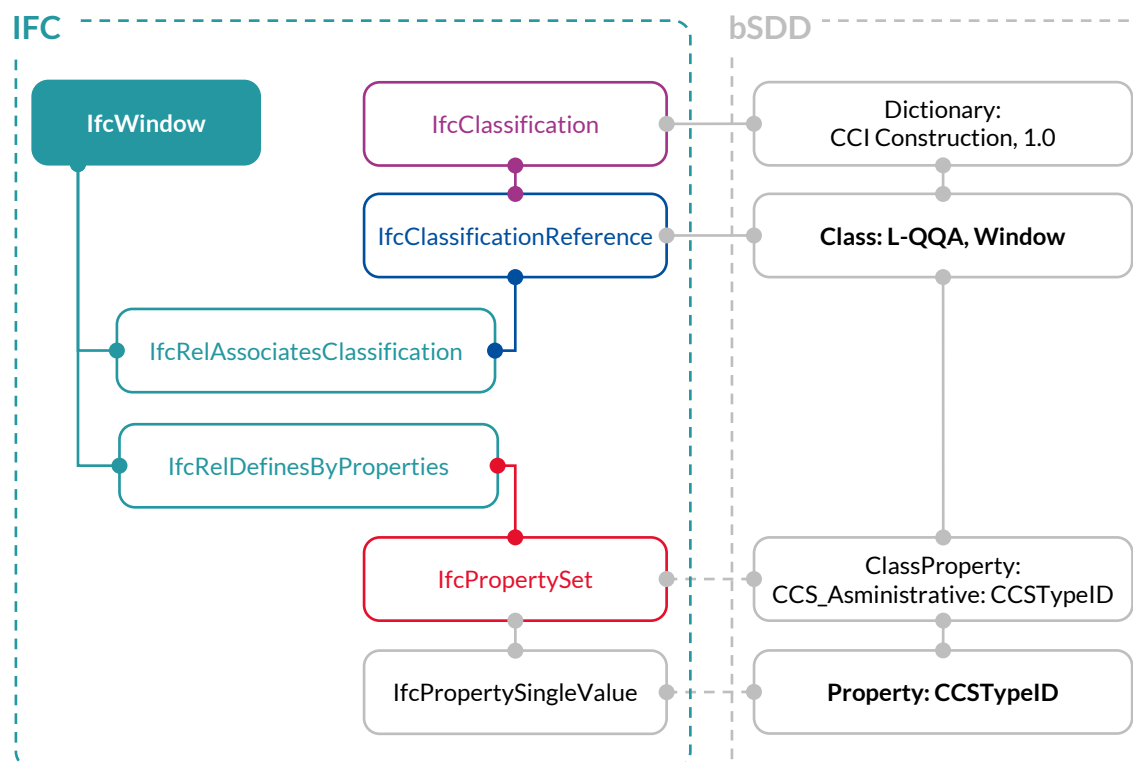 IFC
bSDD
IfcWindow
IfcClassification
Dictionary:
CCI Construction, 1.0
IfcClassificationReference
Class: L-QQA, Window
IfcRelAssociatesClassification
IfcRelDefinesByProperties
IfcPropertySet
ClassProperty:
CCS_Asministrative: CCSTypeID
IfcPropertySingleValue
Property: CCSTypeID